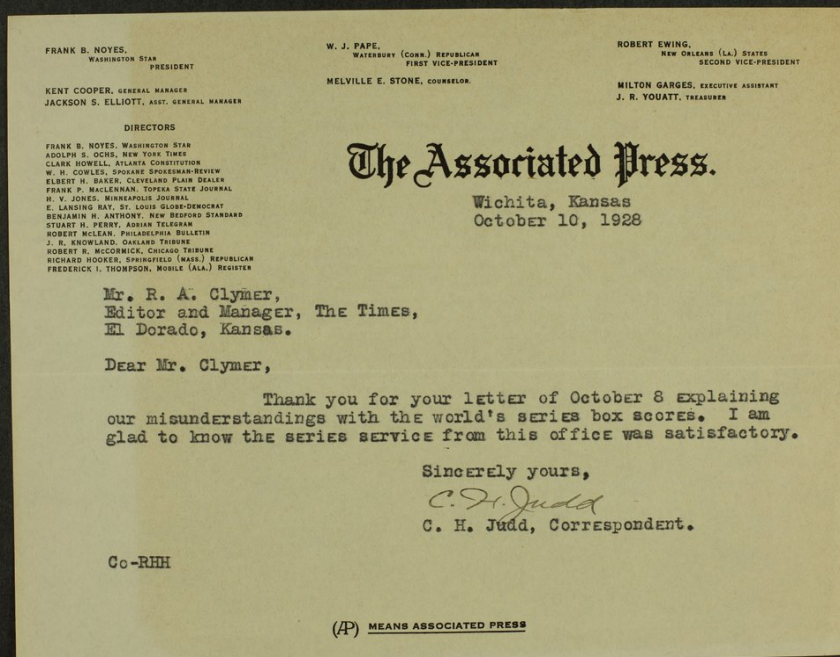 FRANK B. NOYES,
WASHINGTON STAR
PRESIDENT
KENT COOPER, GENERAL MANAGER
JACKSON S. ELLIOTT, ASST. GENERAL MANAGER
W. J. PAPE,
WATERBURY (CONN.) REPUBLICAN
FIRST VICE-PRESIDENT
MELVILLE E. STONE, COUNSELOR.
ROBERT EWING,
NEW ORLEANS (LA.) STATES
SECOND VICE-PRESIDENT
MILTON GARGES, EXECUTIVE ASSISTANT
J. R. YOUATT, TREASURER
DIRECTORS
FRANK B. NOYES, WASHINGTON STAR
ADOLPH S. OCHS, NEW YORK TIMES
CLARK HOWELL, ATLANTA CONSTITUTION
W. H. COWLES, SPOKANE SPOKESMAN-REVIEW
ELBERT H. BAKER, CLEVELAND PLAIN DEALER
FRANK P. MACLENNAN, TOPEKA STATE JOURNAL
H. V. JONES, MINNEAPOLIS JOURNAL
E. LANSING RAY, ST. LOUIS GLOBE-DEMOCRAT
BENJAMIN H. ANTHONY, NEW BEDFORD STANDARD
STUART H. PERRY, ADRIAN TELEGRAM
ROBERT MCLEAN, PHILADELPHIA BULLETIN
J. R. KNOWLAND, OAKLAND TRIBUNE
ROBERT R. MCCORMICK, CHICAGO TRIBUNE
RICHARD HOOKER, SPRINGFIELD (MASS.) REPUBLICAN
FREDERICK I. THOMPSON, MOBILE (ALA.) REGISTER
The Associated Press.
Wichita, Kansas
October 10, 1928
Mr. R. A. Clymer,
Editor and Manager, The Times,
El Dorado, Kansas.
Dear Mr. Clymer,
Thank you for your letter of October 8 explaining
our misunderstandings with the world's series box scores. I am
glad to know the series service from this office was satisfactory.
Sincerely yours,
C. H. Judd
C. H. Judd, Correspondent.
Cc-RHH
(AP) MEANS ASSOCIATED PRESS